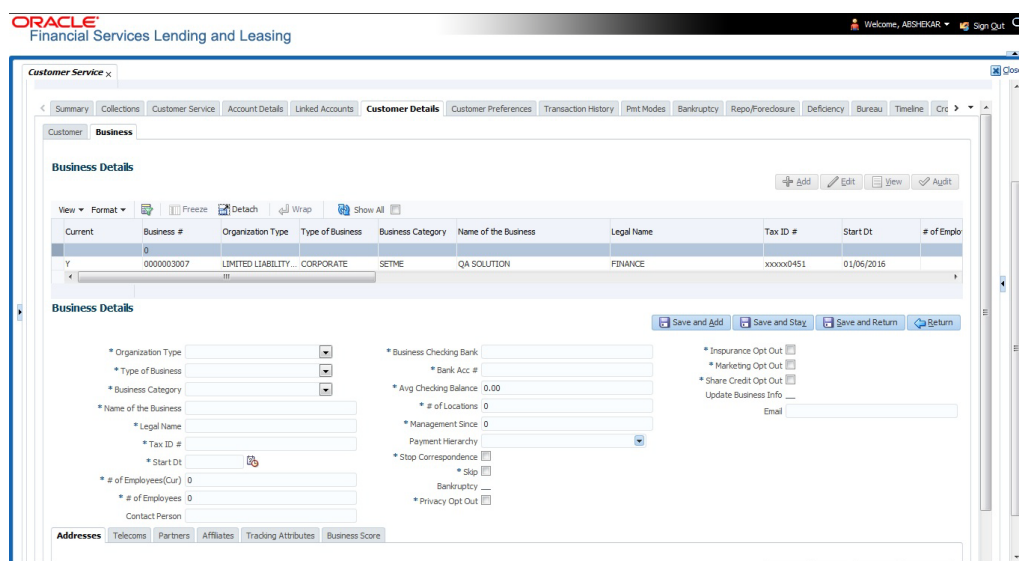 ORACLE
Financial Services Lending and Leasing
Welcome, ABSHEKAR Sign Out
Customer Service x Close
Summary Collections Customer Service Account Details Linked Accounts Customer Details Customer Preferences Transaction History Pmt Modes Bankruptcy Repo/Foreclosure Deficiency Bureau Timeline Cro
Customer Business
Business Details
Add Edit View Audit
View Format Freeze Detach Wrap Show All
Current Business # Organization Type Type of Business Business Category Name of the Business Legal Name Tax ID # Start Dt # of Emplo
0
Y 0000003007 LIMITED LIABILITY... CORPORATE SETME QA SOLUTION FINANCE xxxxx0451 01/06/2016
Business Details
Save and Add Save and Stay Save and Return Return
* Organization Type
* Type of Business
* Business Category
* Name of the Business
* Legal Name
* Tax ID #
* Start Dt
* # of Employees(Cur) 0
* # of Employees 0
Contact Person
* Business Checking Bank
* Bank Acc #
* Avg Checking Balance 0.00
* # of Locations 0
* Management Since 0
Payment Hierarchy
* Stop Correspondence
* Skip
Bankruptcy
* Privacy Opt Out
* Inspurance Opt Out
* Marketing Opt Out
* Share Credit Opt Out
Update Business Info
Email
Addresses Telecoms Partners Affiliates Tracking Attributes Business Score